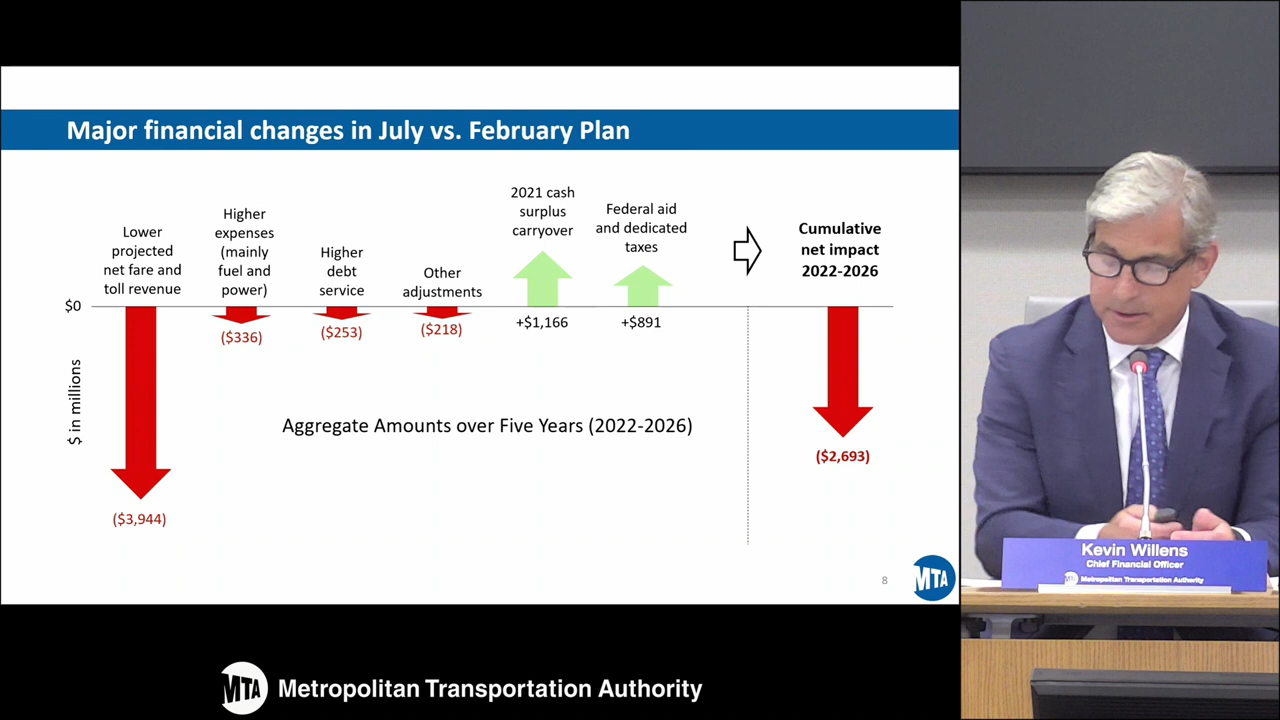 Major financial changes in July vs. February Plan
Lower
projected
net fare and
toll revenue
Higher
expenses
(mainly
fuel and
power)
Higher
debt
service
Other
adjustments
2021 cash
surplus
carryover
Federal aid
and dedicated
taxes
Cumulative
net impact
2022-2026
$0
$ in millions
($3,944)
($336)
($253)
($218)
+$1,166
+$891
($2,693)
Aggregate Amounts over Five Years (2022-2026)
8
MTA
Kevin Willens
Chief Financial Officer
MTA Metropolitan Transportation Authority
MTA Metropolitan Transportation Authority